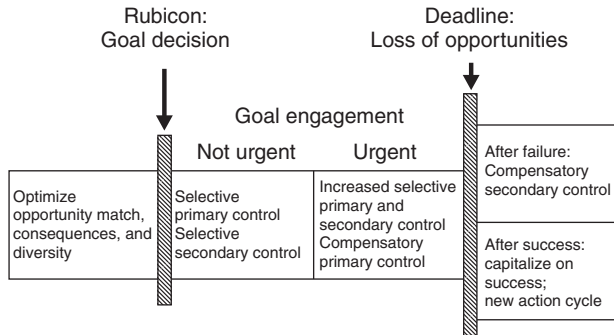 Rubicon:
Goal decision
Deadline:
Loss of opportunities
Goal engagement
Not urgent
Urgent
Optimize
opportunity match,
consequences, and
diversity
Selective
primary control
Selective
secondary control
Increased selective
primary and
secondary control
Compensatory
primary control
After failure:
Compensatory
secondary control
After success:
capitalize on
success;
new action cycle